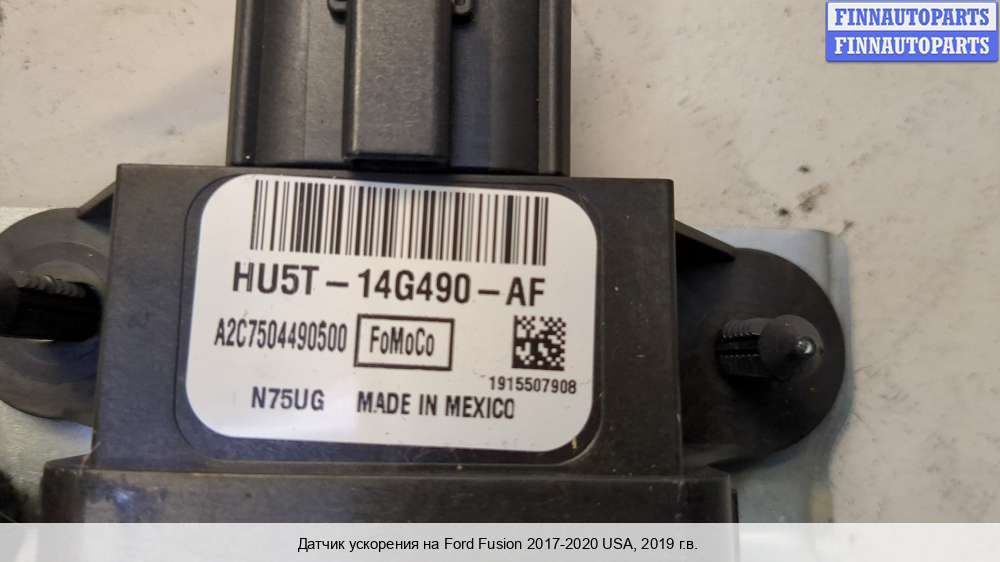 FINNAUTOPARTS
FINNAUTOPARTS
HU5T-14G490-AF
A2C7504490500 FoMoCo
1915507908
N75UG MADE IN MEXICO
Датчик ускорения на Ford Fusion 2017-2020 USA, 2019 г.в.